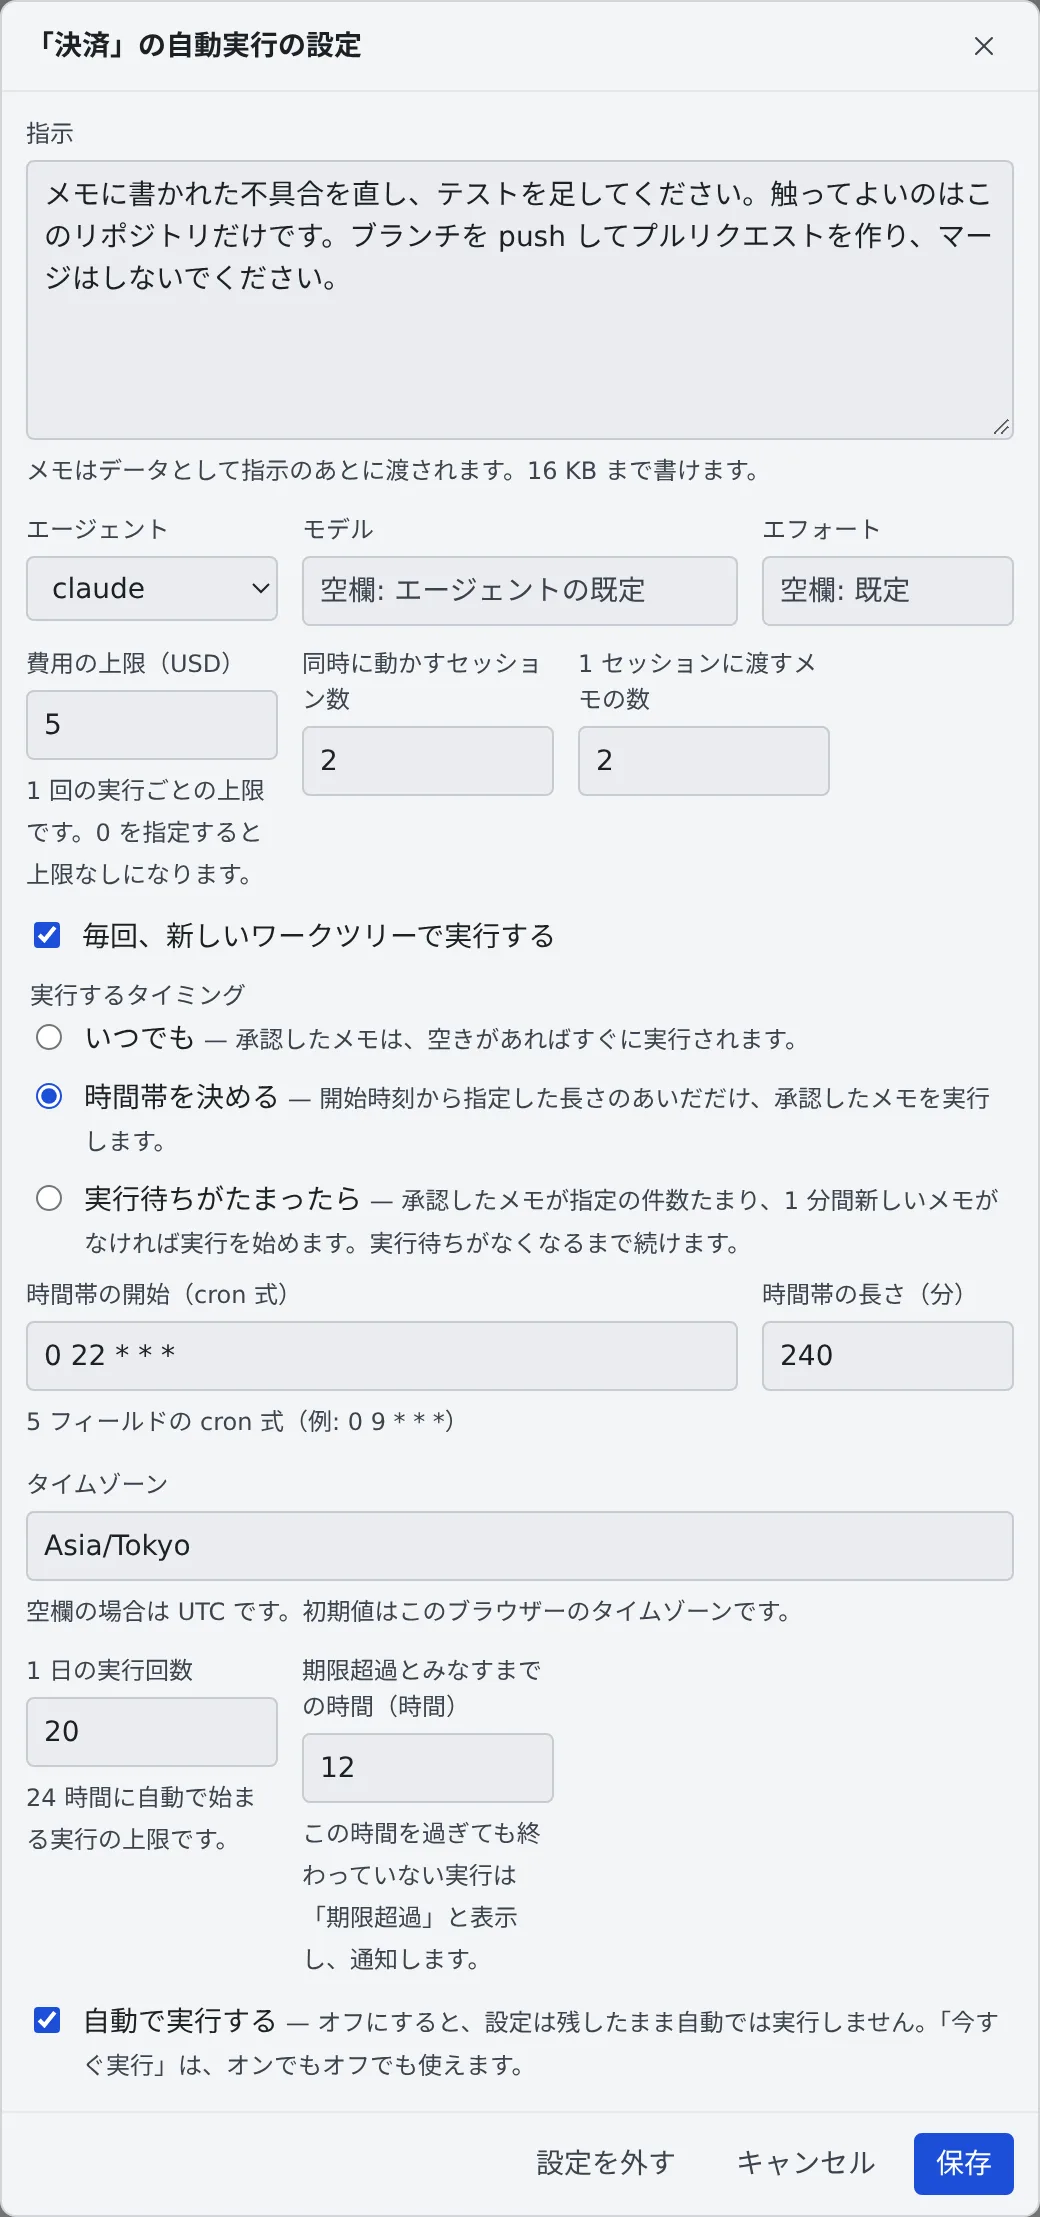 「決済」の自動実行の設定
指示
メモに書かれた不具合を直し、テストを足してください。触ってよいのはこ
のリポジトリだけです。ブランチを push してプルリクエストを作り、マー
ジはしないでください。
メモはデータとして指示のあとに渡されます。16 KB まで書けます。
エージェント
モデル
エフォート
claude
空欄: エージェントの既定
空欄: 既定
費用の上限（USD）
同時に動かすセッショ
ン数
1 セッションに渡すメ
モの数
5
2
2
1 回の実行ごとの上限
です。0 を指定すると
上限なしになります。
毎回、新しいワークツリーで実行する
実行するタイミング
いつでも — 承認したメモは、空きがあればすぐに実行されます。
時間帯を決める — 開始時刻から指定した長さのあいだだけ、承認したメモを実行
します。
実行待ちがたまったら — 承認したメモが指定の件数たまり、1 分間新しいメモが
なければ実行を始めます。実行待ちがなくなるまで続けます。
時間帯の開始（cron 式）
時間帯の長さ（分）
0 22 * * *
240
5 フィールドの cron 式（例: 0 9 * * *）
タイムゾーン
Asia/Tokyo
空欄の場合は UTC です。初期値はこのブラウザーのタイムゾーンです。
1 日の実行回数
期限超過とみなすまで
の時間（時間）
20
12
24 時間に自動で始ま
る実行の上限です。
この時間を過ぎても終
わっていない実行は
「期限超過」と表示
し、通知します。
自動で実行する — オフにすると、設定は残したまま自動では実行しません。「今す
ぐ実行」は、オンでもオフでも使えます。
設定を外す
キャンセル
保存